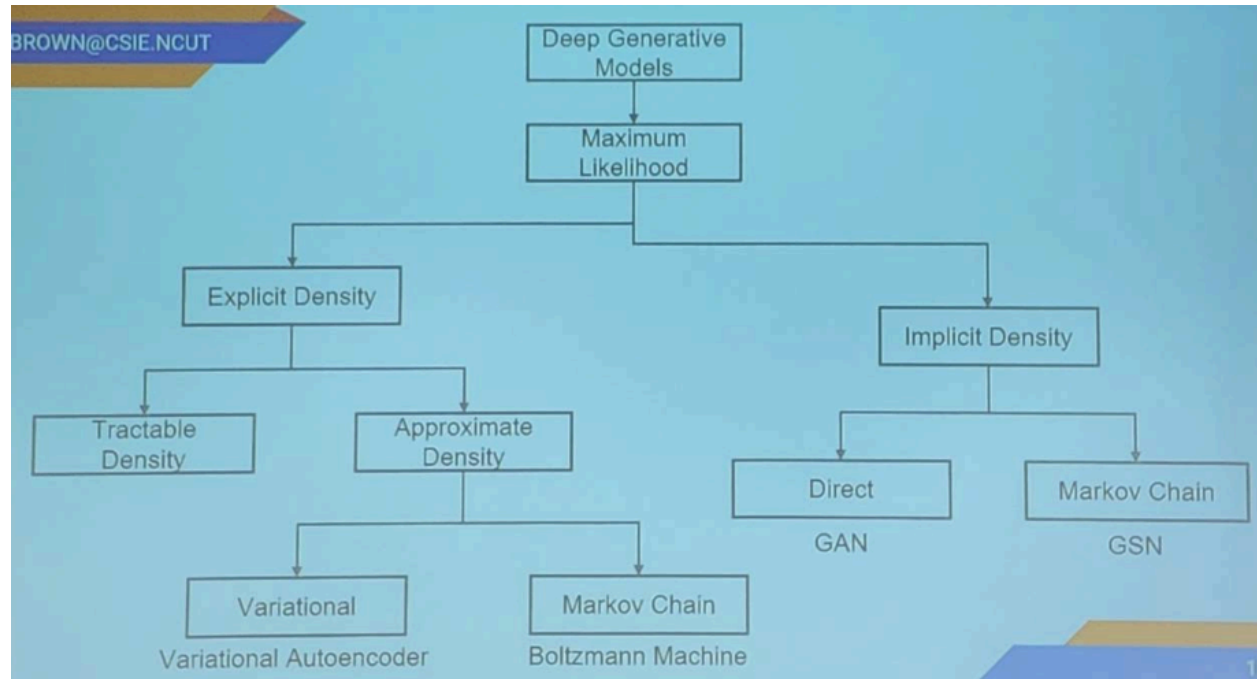 BROWN@CSIE.NCUT
Deep Generative
Models
Maximum
Likelihood
Explicit Density
Implicit Density
Tractable
Density
Approximate
Density
Direct
Markov Chain
GAN
GSN
Variational
Markov Chain
Variational Autoencoder
Boltzmann Machine
1